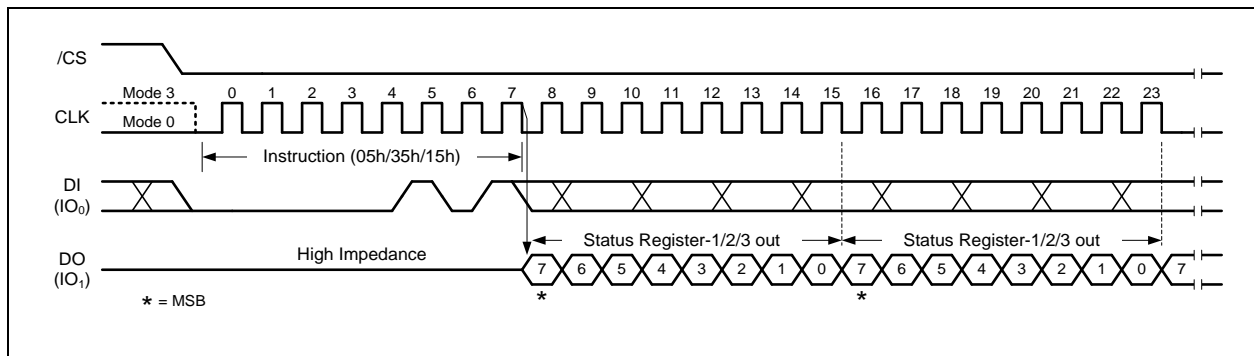 /CS
Mode 3
0 1 2 3 4 5 6 7 8 9 10 11 12 13 14 15 16 17 18 19 20 21 22 23
CLK
Mode 0
Instruction (05h/35h/15h)
DI
(IO₀)
Status Register-1/2/3 out Status Register-1/2/3 out
High Impedance
DO
(IO₁)
7 6 5 4 3 2 1 0 7 6 5 4 3 2 1 0 7
* *
* = MSB